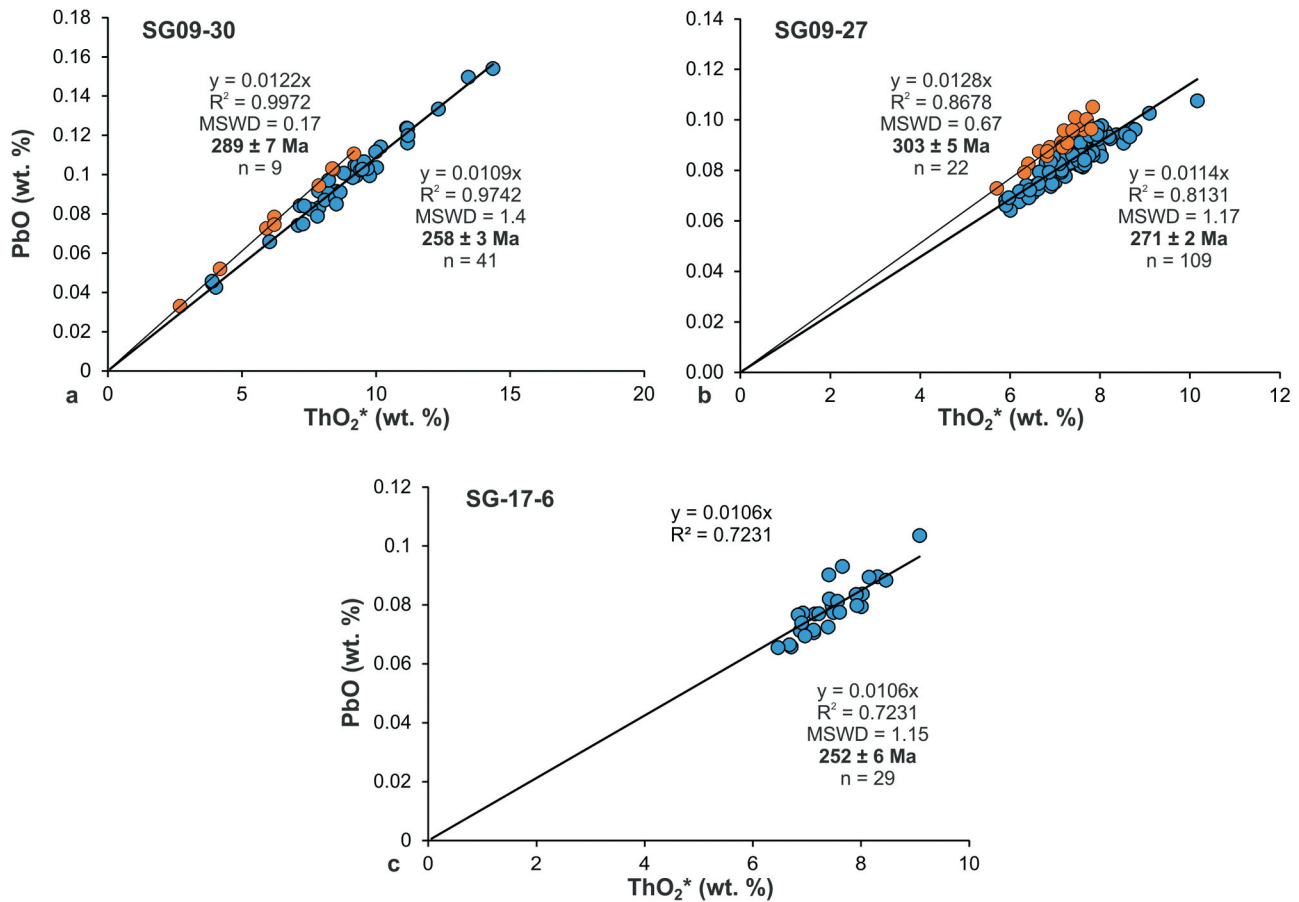 SG09-30
y = 0.0122x
R² = 0.9972
MSWD = 0.17
289 ± 7 Ma
n = 9
y = 0.0109x
R² = 0.9742
MSWD = 1.4
258 ± 3 Ma
n = 41
PbO (wt. %)
0.18
0.16
0.14
0.12
0.1
0.08
0.06
0.04
0.02
0
0 5 10 15 20
a
ThO₂* (wt. %)
SG09-27
y = 0.0128x
R² = 0.8678
MSWD = 0.67
303 ± 5 Ma
n = 22
y = 0.0114x
R² = 0.8131
MSWD = 1.17
271 ± 2 Ma
n = 109
PbO (wt. %)
0.14
0.12
0.10
0.08
0.06
0.04
0.02
0.00
0 2 4 6 8 10 12
b
ThO₂* (wt. %)
SG-17-6
y = 0.0106x
R² = 0.7231
y = 0.0106x
R² = 0.7231
MSWD = 1.15
252 ± 6 Ma
n = 29
PbO (wt. %)
0.12
0.1
0.08
0.06
0.04
0.02
0
0 2 4 6 8 10
c
ThO₂* (wt. %)